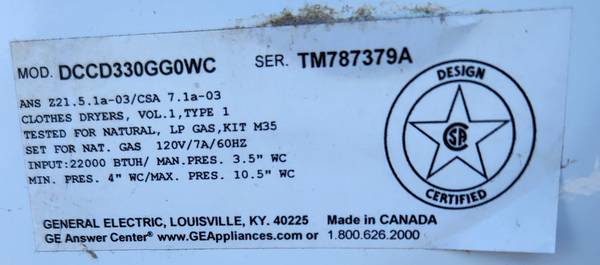 MOD. DCCD330GG0WC SER. TM787379A
ANS Z21.5.1a-03/CSA 7.1a-03
CLOTHES DRYERS, VOL.1,TYPE 1
TESTED FOR NATURAL, LP GAS,KIT M35
SET FOR NAT. GAS 120V/7A/60HZ
INPUT:22000 BTUH/ MAN.PRES. 3.5" WC
MIN. PRES. 4" WC/MAX. PRES. 10.5" WC
DESIGN
CSA
CERTIFIED
GENERAL ELECTRIC, LOUISVILLE, KY. 40225 Made in CANADA
GE Answer Center® www.GEAppliances.com or 1.800.626.2000